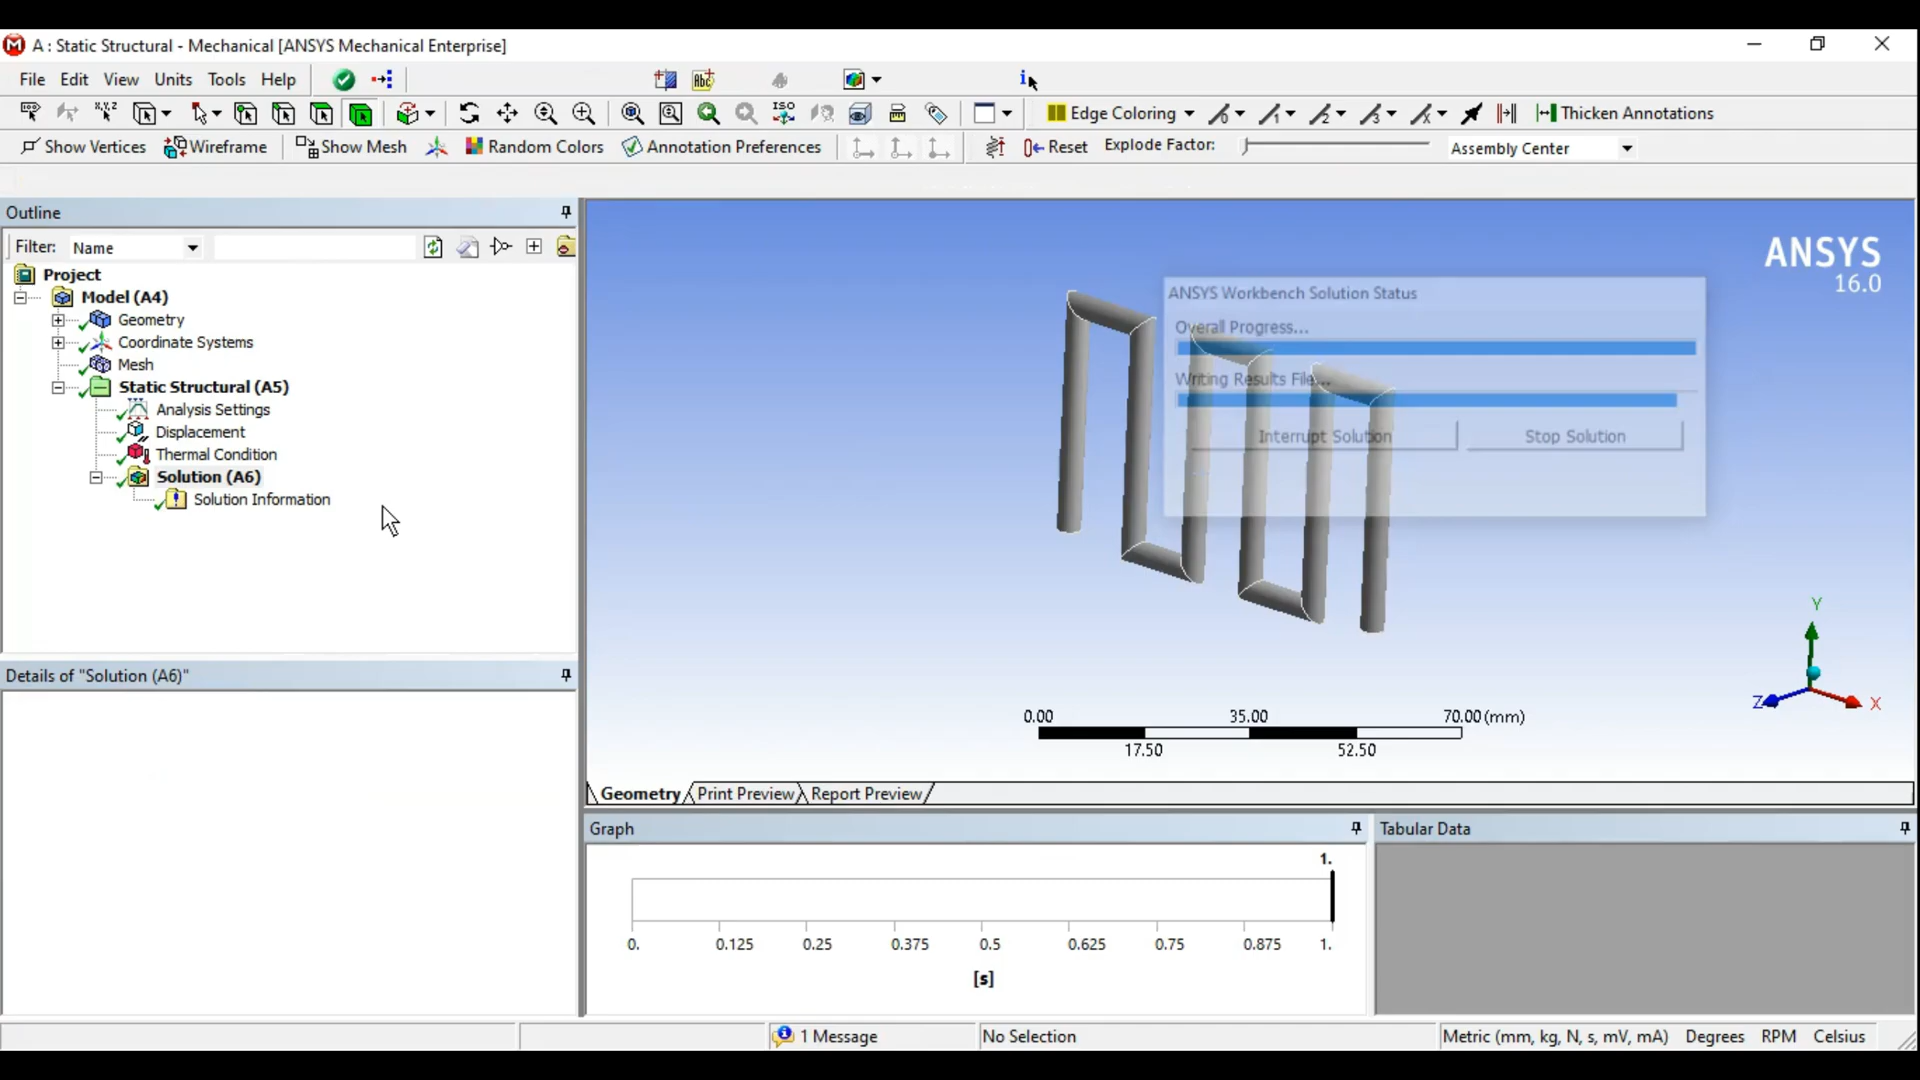 A : Static Structural - Mechanical [ANSYS Mechanical Enterprise]
File Edit View Units Tools Help
Edge Coloring Thicken Annotations
Show Vertices Wireframe Show Mesh Random Colors Annotation Preferences Reset Explode Factor: Assembly Center
Outline
Filter: Name
Project
Model (A4)
Geometry
Coordinate Systems
Mesh
Static Structural (A5)
Analysis Settings
Displacement
Thermal Condition
Solution (A6)
Solution Information
Details of "Solution (A6)"
ANSYS
16.0
ANSYS Workbench Solution Status
Overall Progress...
Writing Results File...
Interrupt Solution Stop Solution
Y
Z X
0.00 35.00 70.00 (mm)
17.50 52.50
Geometry Print Preview Report Preview
Graph
1.
0. 0.125 0.25 0.375 0.5 0.625 0.75 0.875 1.
[s]
Tabular Data
1 Message No Selection Metric (mm, kg, N, s, mV, mA) Degrees RPM Celsius